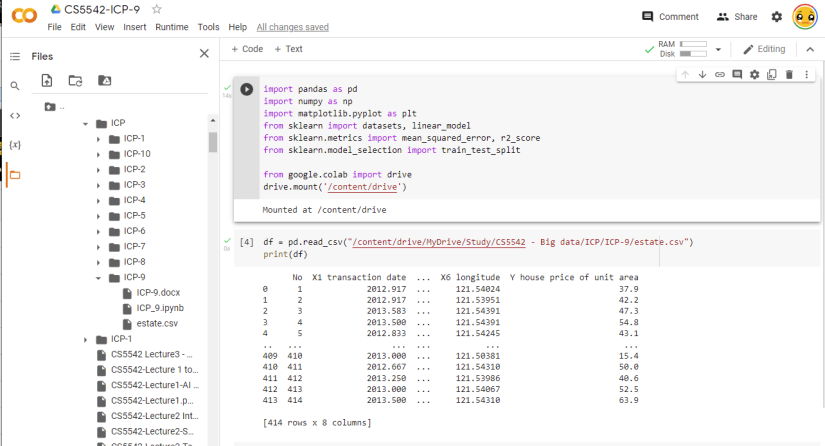 CS5542-ICP-9
File Edit View Insert Runtime Tools Help All changes saved
Comment Share
+ Code + Text
RAM
Disk
Editing
Files
..
ICP
ICP-1
ICP-10
ICP-2
ICP-3
ICP-4
ICP-5
ICP-6
ICP-7
ICP-8
ICP-9
ICP-9.docx
ICP_9.ipynb
estate.csv
ICP-1
CS5542 Lecture3 - ...
CS5542-Lecture 1 to...
CS5542-Lecture1-AI ...
CS5542-Lecture1.p...
CS5542-Lecture2 Int...
CS5542-Lecture2-S...
import pandas as pd
import numpy as np
import matplotlib.pyplot as plt
from sklearn import datasets, linear_model
from sklearn.metrics import mean_squared_error, r2_score
from sklearn.model_selection import train_test_split
from google.colab import drive
drive.mount('/content/drive')
Mounted at /content/drive
[4] df = pd.read_csv("/content/drive/MyDrive/Study/CS5542 - Big data/ICP/ICP-9/estate.csv")
print(df)
No X1 transaction date ... X6 longitude Y house price of unit area
0 1 2012.917 ... 121.54024 37.9
1 2 2012.917 ... 121.53951 42.2
2 3 2013.583 ... 121.54391 47.3
3 4 2013.500 ... 121.54391 54.8
4 5 2012.833 ... 121.54245 43.1
.. ... ... ... ... ...
409 410 2013.000 ... 121.50381 15.4
410 411 2012.667 ... 121.54310 50.0
411 412 2013.250 ... 121.53986 40.6
412 413 2013.000 ... 121.54067 52.5
413 414 2013.500 ... 121.54310 63.9
[414 rows x 8 columns]